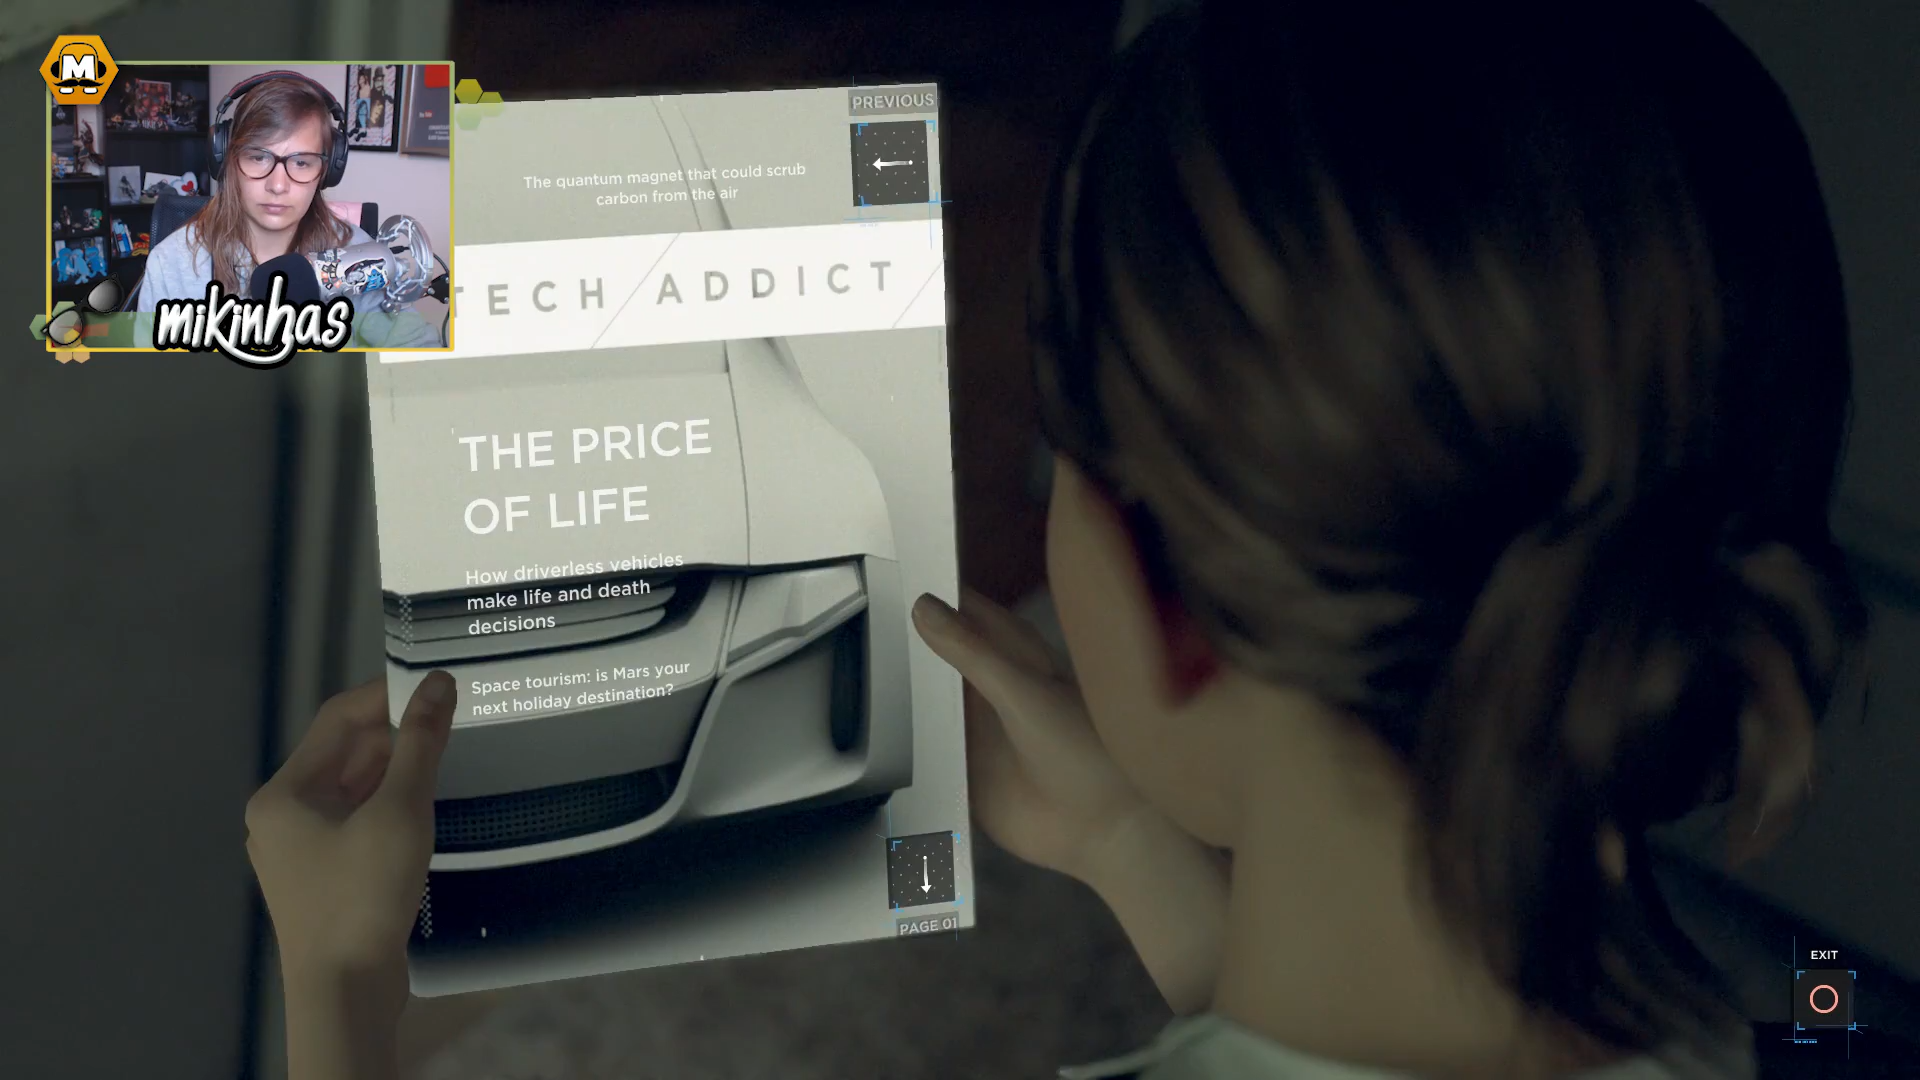 M
mikinhas
PREVIOUS
The quantum magnet that could scrub
carbon from the air
TECH ADDICT
THE PRICE
OF LIFE
How driverless vehicles
make life and death
decisions
Space tourism: is Mars your
next holiday destination?
PAGE 01
EXIT